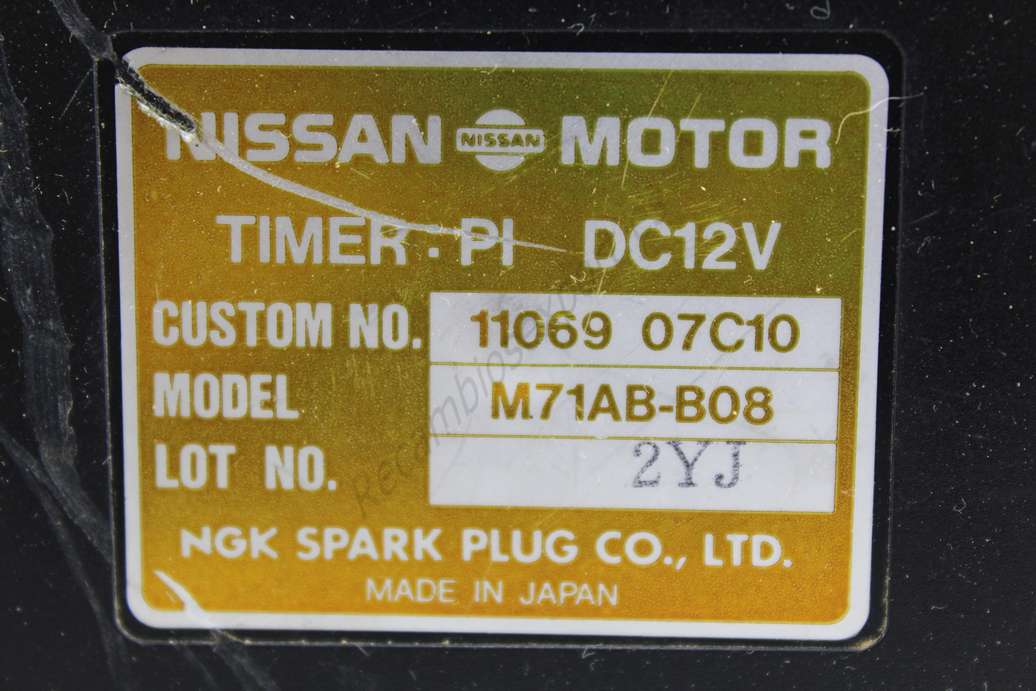 NISSAN NISSAN MOTOR
TIMER · PI DC12V
CUSTOM NO. 11069 07C10
MODEL M71AB-B08
LOT NO. 2YJ
NGK SPARK PLUG CO., LTD.
MADE IN JAPAN